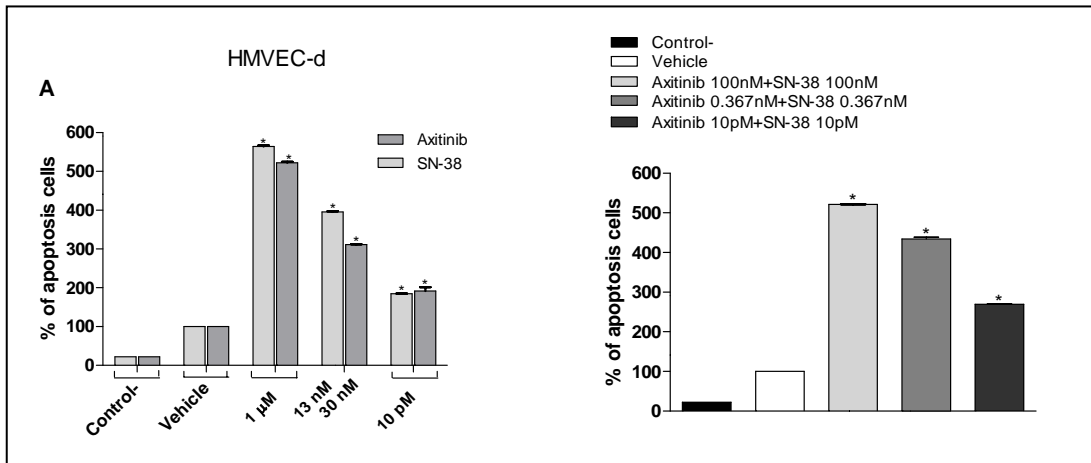 HMVEC-d
A
% of apoptosis cells
600
500
400
300
200
100
0
* * * * * *
Axitinib
SN-38
Control-
Vehicle
1 µM
13 nM
30 nM
10 pM
Control-
Vehicle
Axitinib 100nM+SN-38 100nM
Axitinib 0.367nM+SN-38 0.367nM
Axitinib 10pM+SN-38 10pM
% of apoptosis cells
600
500
400
300
200
100
0
* * *